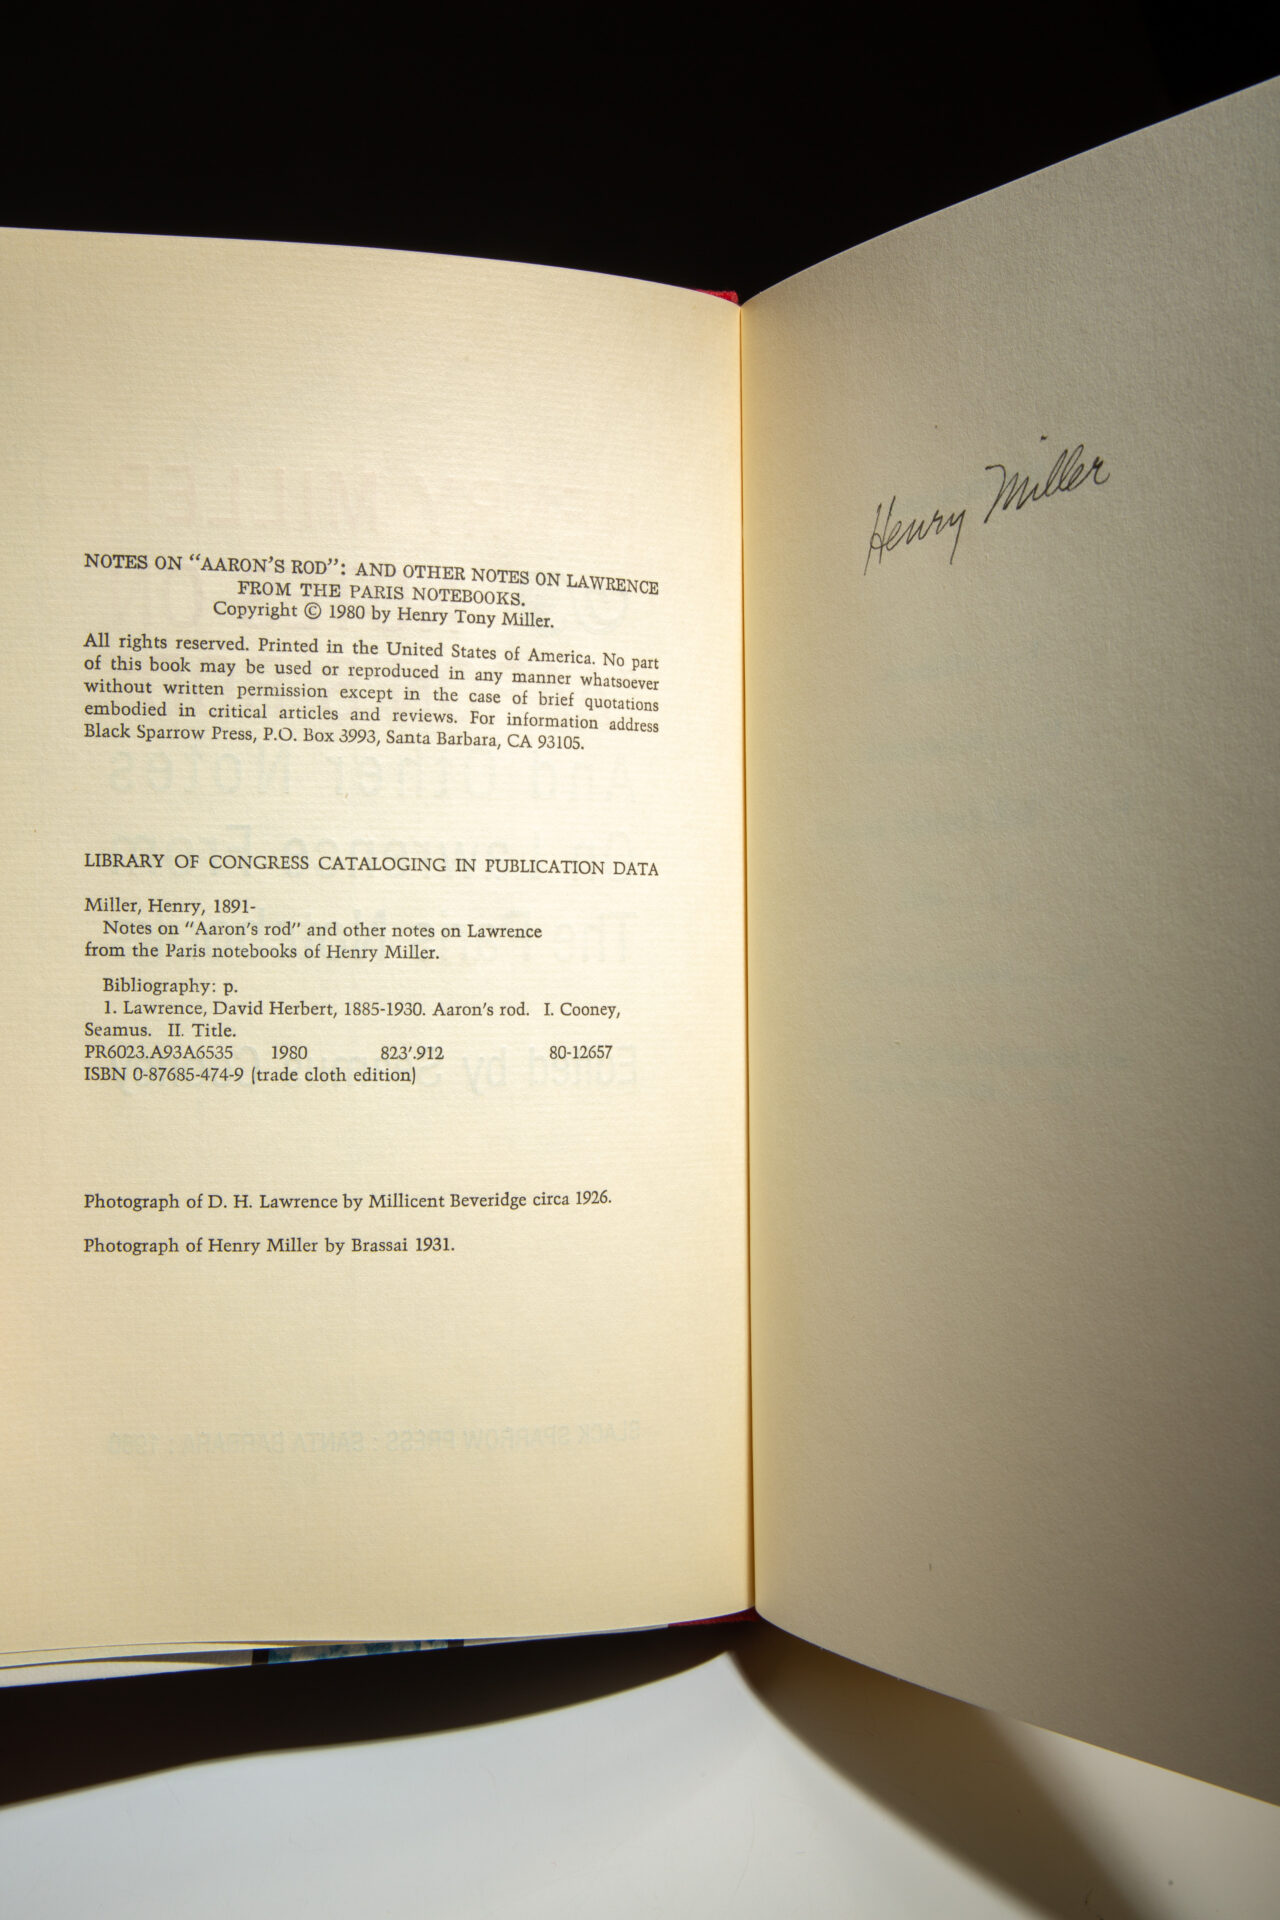 NOTES ON “AARON’S ROD”: AND OTHER NOTES ON LAWRENCE
FROM THE PARIS NOTEBOOKS.
Copyright © 1980 by Henry Tony Miller.
All rights reserved. Printed in the United States of America. No part
of this book may be used or reproduced in any manner whatsoever
without written permission except in the case of brief quotations
embodied in critical articles and reviews. For information address
Black Sparrow Press, P.O. Box 3993, Santa Barbara, CA 93105.
LIBRARY OF CONGRESS CATALOGING IN PUBLICATION DATA
Miller, Henry, 1891-
Notes on "Aaron's rod" and other notes on Lawrence
from the Paris notebooks of Henry Miller.
Bibliography: p.
1. Lawrence, David Herbert, 1885-1930. Aaron's rod. I. Cooney,
Seamus. II. Title.
PR6023.A93A6535 1980 823'.912 80-12657
ISBN 0-87685-474-9 (trade cloth edition)
Photograph of D. H. Lawrence by Millicent Beveridge circa 1926.
Photograph of Henry Miller by Brassai 1931.
Henry Miller